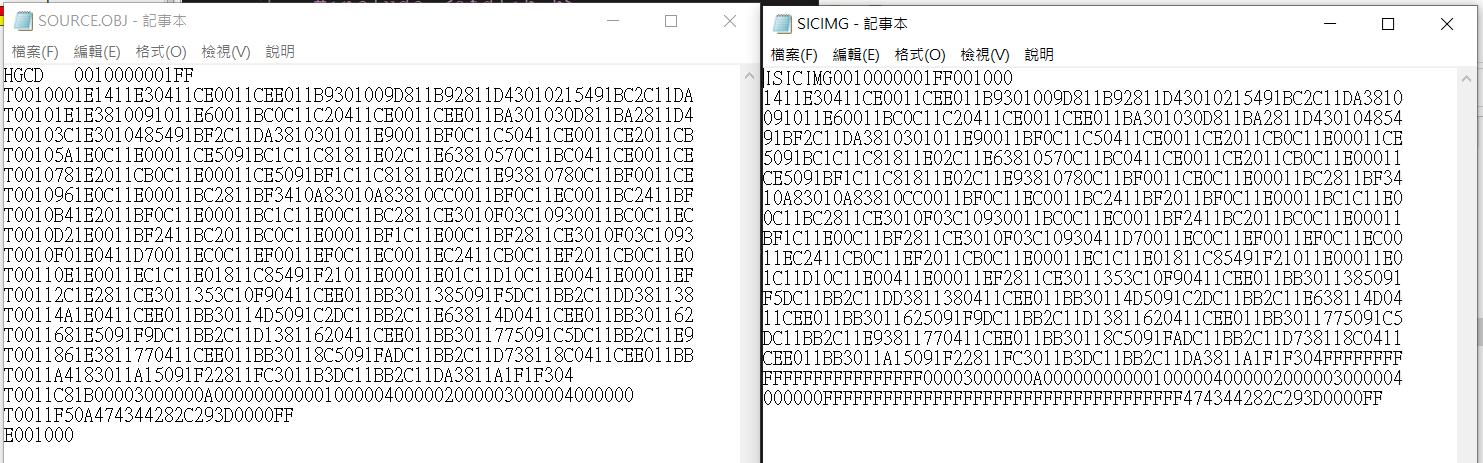 SOURCE.OBJ - 記事本
檔案(F) 編輯(E) 格式(O) 檢視(V) 說明
HGCD   0010000001FF
T0010001E1411E30411CE0011CEE011B9301009D811B92811D43010215491BC2C11DA
T00101E1E3810091011E60011BC0C11C20411CE0011CEE011BA301030D811BA2811D4
T00103C1E3010485491BF2C11DA3810301011E90011BF0C11C50411CE0011CE2011CB
T00105A1E0C11E00011CE5091BC1C11C81811E02C11E63810570C11BC0411CE0011CE
T0010781E2011CB0C11E00011CE5091BF1C11C81811E02C11E93810780C11BF0011CE
T0010961E0C11E00011BC2811BF3410A83010A83810CC0011BF0C11EC0011BC2411BF
T0010B41E2011BF0C11E00011BC1C11E00C11BC2811CE3010F03C10930011BC0C11EC
T0010D21E0011BF2411BC2011BC0C11E00011BF1C11E00C11BF2811CE3010F03C1093
T0010F01E0411D70011EC0C11EF0011EF0C11EC0011EC2411CB0C11EF2011CB0C11E0
T00110E1E0011EC1C11E01811C85491F21011E00011E01C11D10C11E00411E00011EF
T00112C1E2811CE3011353C10F90411CEE011BB3011385091F5DC11BB2C11DD381138
T00114A1E0411CEE011BB30114D5091C2DC11BB2C11E638114D0411CEE011BB301162
T0011681E5091F9DC11BB2C11D13811620411CEE011BB3011775091C5DC11BB2C11E9
T0011861E3811770411CEE011BB30118C5091FADC11BB2C11D738118C0411CEE011BB
T0011A4183011A15091F22811FC3011B3DC11BB2C11DA3811A1F1F304
T0011C81B00003000000A000000000001000004000002000003000004000000
T0011F50A474344282C293D0000FF
E001000
SICIMG - 記事本
檔案(F) 編輯(E) 格式(O) 檢視(V) 說明
ISICIMG0010000001FF001000
1411E30411CE0011CEE011B9301009D811B92811D43010215491BC2C11DA3810
091011E60011BC0C11C20411CE0011CEE011BA301030D811BA2811D430104854
91BF2C11DA3810301011E90011BF0C11C50411CE0011CE2011CB0C11E00011CE
5091BC1C11C81811E02C11E63810570C11BC0411CE0011CE2011CB0C11E00011
CE5091BF1C11C81811E02C11E93810780C11BF0011CE0C11E00011BC2811BF34
10A83010A83810CC0011BF0C11EC0011BC2411BF2011BF0C11E00011BC1C11E0
0C11BC2811CE3010F03C10930011BC0C11EC0011BF2411BC2011BC0C11E00011
BF1C11E00C11BF2811CE3010F03C10930411D70011EC0C11EF0011EF0C11EC00
11EC2411CB0C11EF2011CB0C11E00011EC1C11E01811C85491F21011E00011E0
1C11D10C11E00411E00011EF2811CE3011353C10F90411CEE011BB3011385091
F5DC11BB2C11DD3811380411CEE011BB30114D5091C2DC11BB2C11E638114D04
11CEE011BB3011625091F9DC11BB2C11D13811620411CEE011BB3011775091C5
DC11BB2C11E93811770411CEE011BB30118C5091FADC11BB2C11D738118C0411
CEE011BB3011A15091F22811FC3011B3DC11BB2C11DA3811A1F1F304FFFFFFFF
FFFFFFFFFFFFFFFF00003000000A000000000001000004000002000003000004
000000FFFFFFFFFFFFFFFFFFFFFFFFFFFFFFFFFFFF474344282C293D0000FF